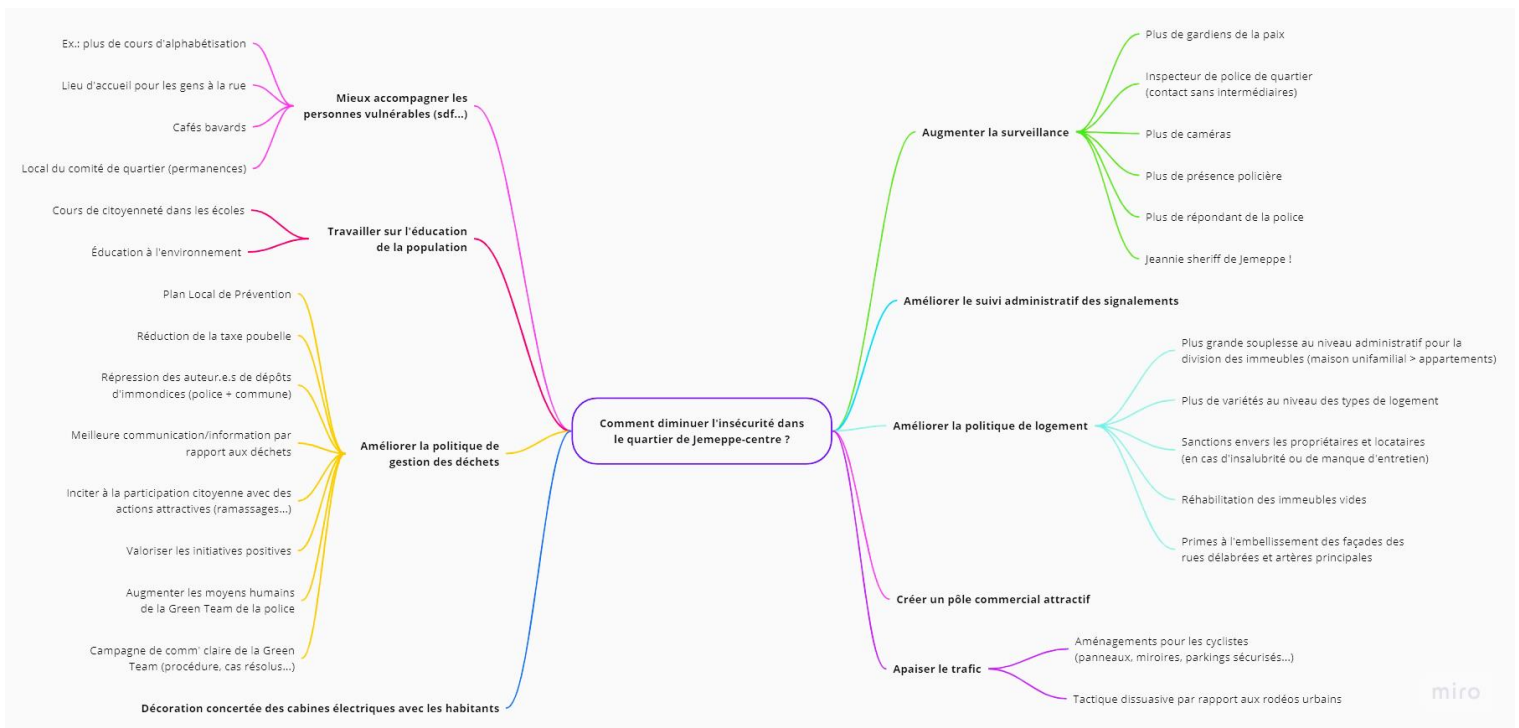 Comment diminuer l'insécurité dans
le quartier de Jemeppe-centre ?
Mieux accompagner les
personnes vulnérables (sdf...)
Ex.: plus de cours d'alphabétisation
Lieu d'accueil pour les gens à la rue
Cafés bavards
Local du comité de quartier (permanences)
Travailler sur l'éducation
de la population
Cours de citoyenneté dans les écoles
Éducation à l'environnement
Améliorer la politique de
gestion des déchets
Plan Local de Prévention
Réduction de la taxe poubelle
Répression des auteur.e.s de dépôts
d'immondices (police + commune)
Meilleure communication/information par
rapport aux déchets
Inciter à la participation citoyenne avec des
actions attractives (ramassages...)
Valoriser les initiatives positives
Augmenter les moyens humains
de la Green Team de la police
Campagne de comm' claire de la Green
Team (procédure, cas résolus...)
Décoration concertée des cabines électriques avec les habitants
Augmenter la surveillance
Plus de gardiens de la paix
Inspecteur de police de quartier
(contact sans intermédiaires)
Plus de caméras
Plus de présence policière
Plus de répondant de la police
Jeannie sheriff de Jemeppe !
Améliorer le suivi administratif des signalements
Améliorer la politique de logement
Plus grande souplesse au niveau administratif pour la
division des immeubles (maison unifamilial > appartements)
Plus de variétés au niveau des types de logement
Sanctions envers les propriétaires et locataires
(en cas d'insalubrité ou de manque d'entretien)
Réhabilitation des immeubles vides
Primes à l'embellissement des façades des
rues délabrées et artères principales
Créer un pôle commercial attractif
Apaiser le trafic
Aménagements pour les cyclistes
(panneaux, miroires, parkings sécurisés...)
Tactique dissuasive par rapport aux rodéos urbains
miro